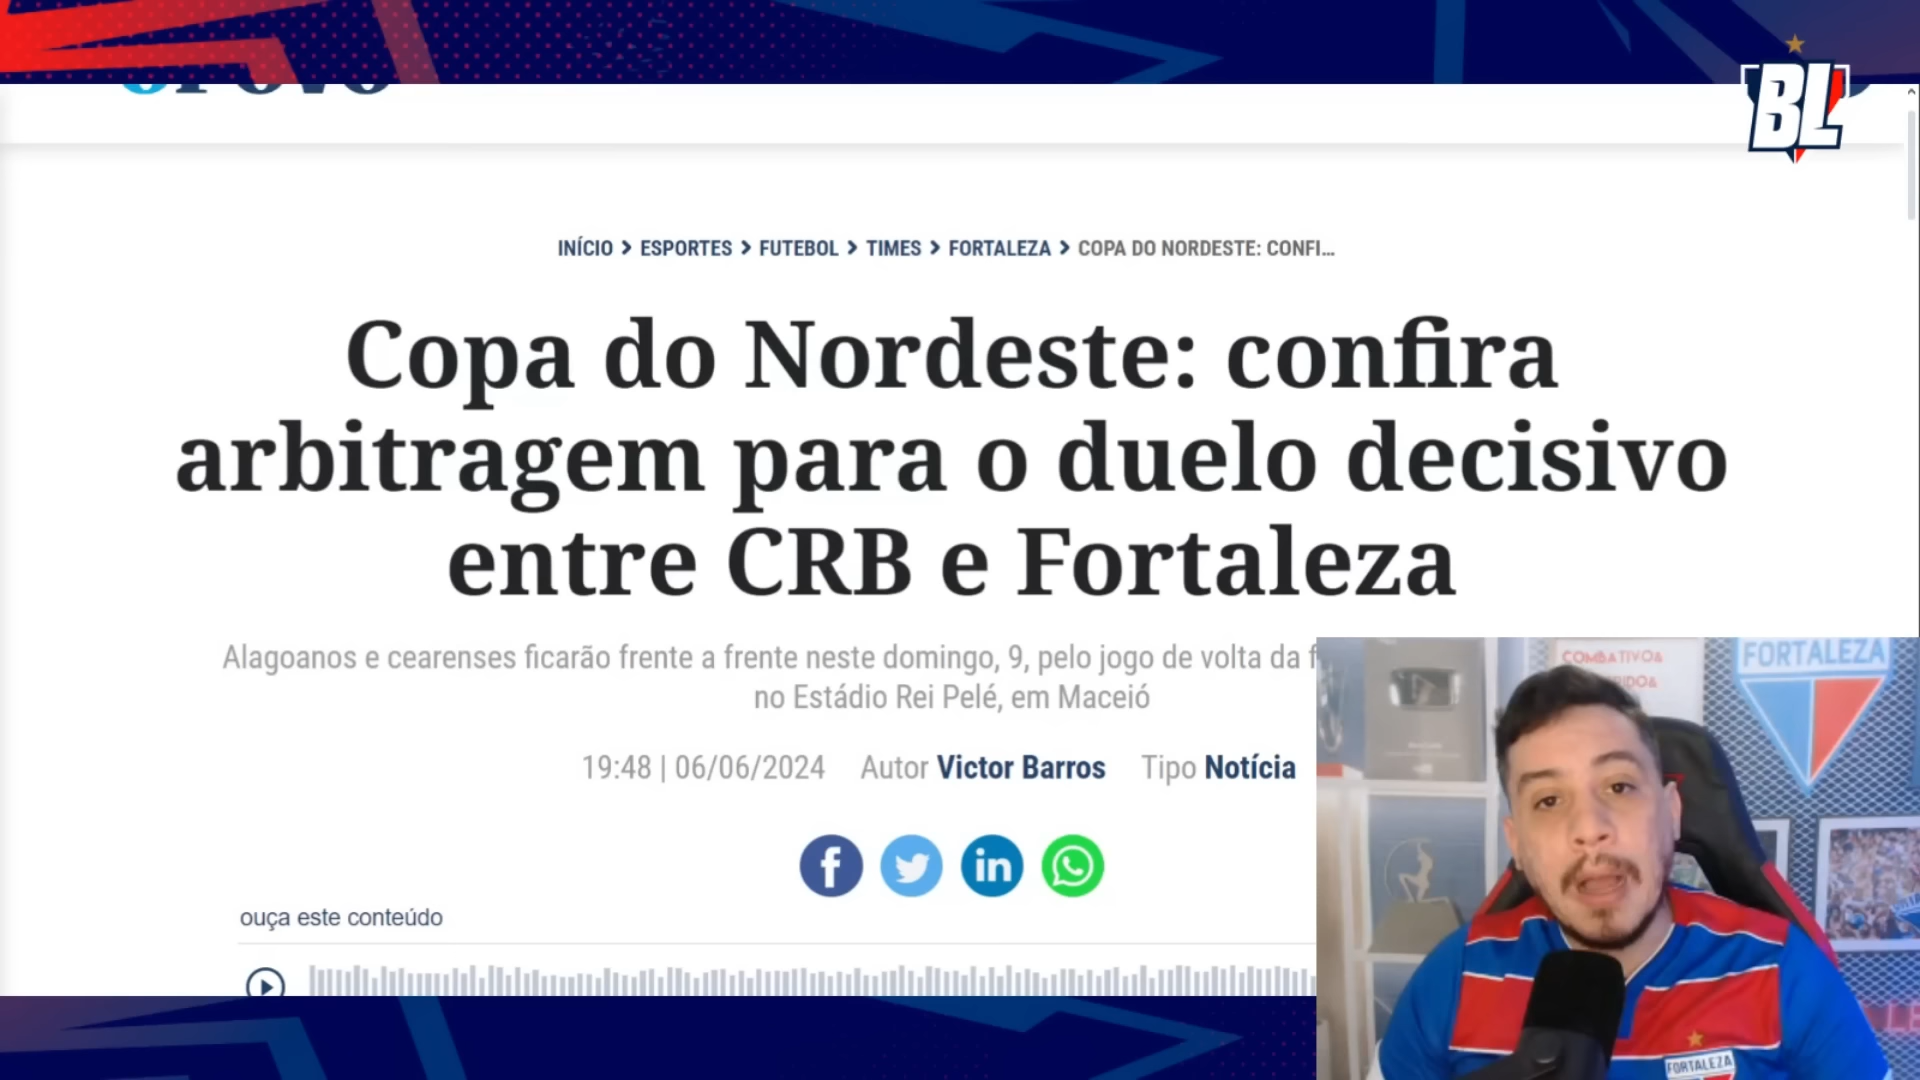 BL
INÍCIO > ESPORTES > FUTEBOL > TIMES > FORTALEZA > COPA DO NORDESTE: CONFI...
Copa do Nordeste: confira
arbitragem para o duelo decisivo
entre CRB e Fortaleza
Alagoanos e cearenses ficarão frente a frente neste domingo, 9, pelo jogo de volta da f
no Estádio Rei Pelé, em Maceió
19:48 | 06/06/2024 Autor Victor Barros Tipo Notícia
ouça este conteúdo
COMBATIVO&
FORTALEZA
FORTALEZA